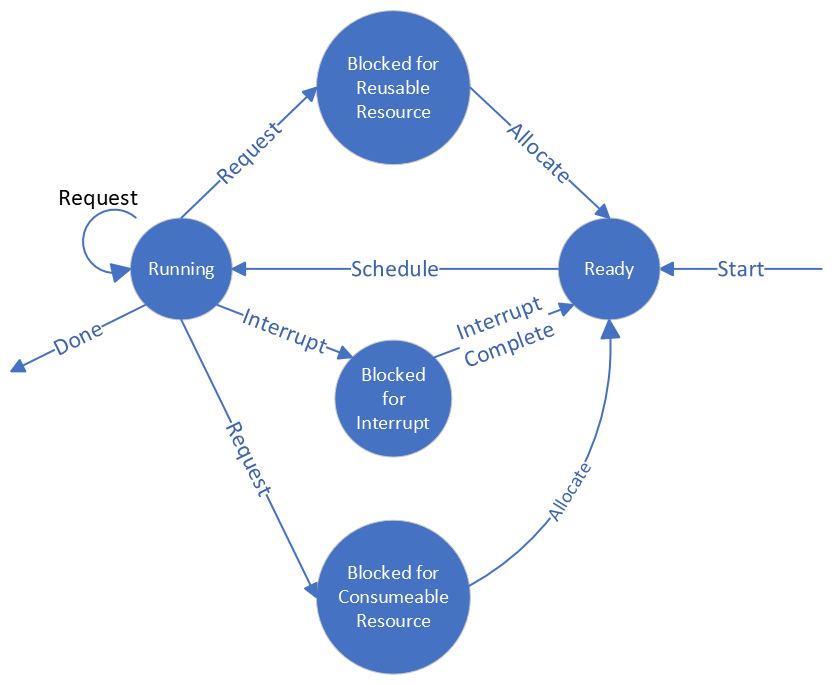 Blocked for
Reusable
Resource
Request
Allocate
Request
Running
Schedule
Ready
Start
Done
Interrupt
Interrupt
Complete
Blocked
for
Interrupt
Request
Allocate
Blocked for
Consumeable
Resource